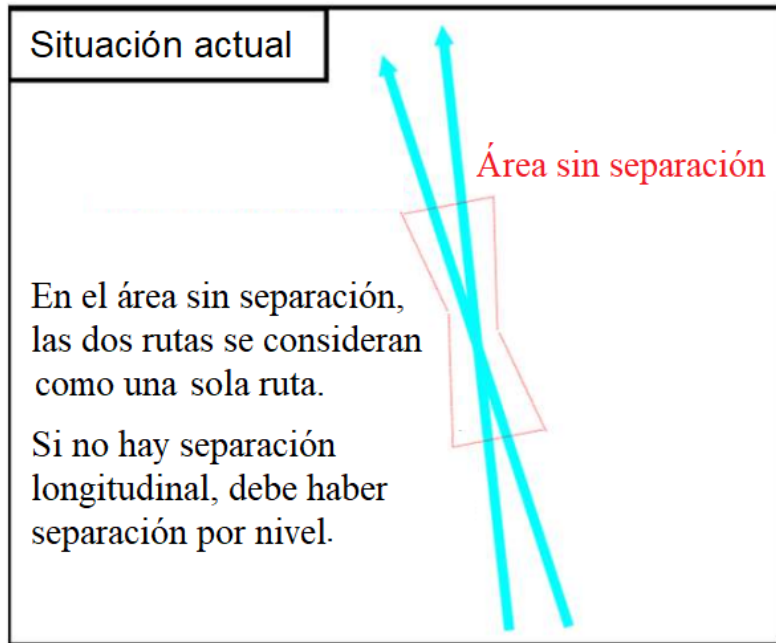 Situación actual
Área sin separación
En el área sin separación,
las dos rutas se consideran
como una sola ruta.
Si no hay separación
longitudinal, debe haber
separación por nivel.